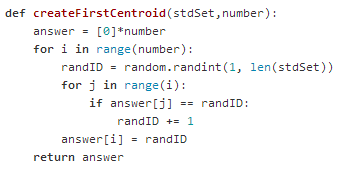 def createFirstCentroid(stdSet,number):
    answer = [0]*number
    for i in range(number):
        randID = random.randint(1, len(stdSet))
        for j in range(i):
            if answer[j] == randID:
                randID += 1
        answer[i] = randID
    return answer